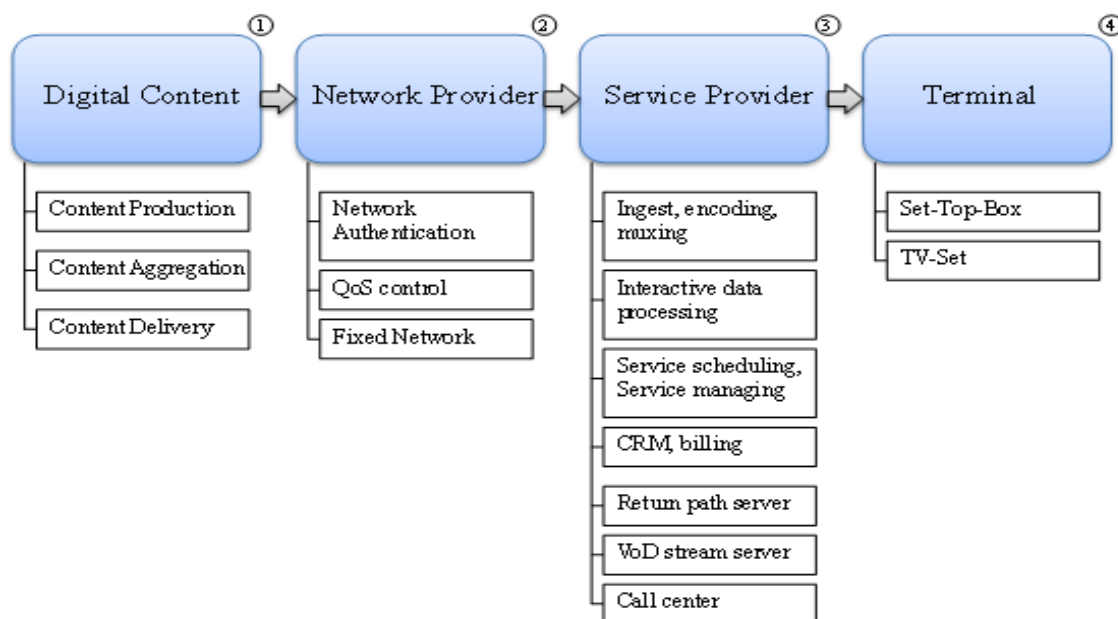 ①
Digital Content
Content Production
Content Aggregation
Content Delivery
②
Network Provider
Network
Authentication
QoS control
Fixed Network
③
Service Provider
Ingest, encoding,
muxing
Interactive data
processing
Service scheduling,
Service managing
CRM, billing
Return path server
VoD stream server
Call center
④
Terminal
Set-Top-Box
TV-Set